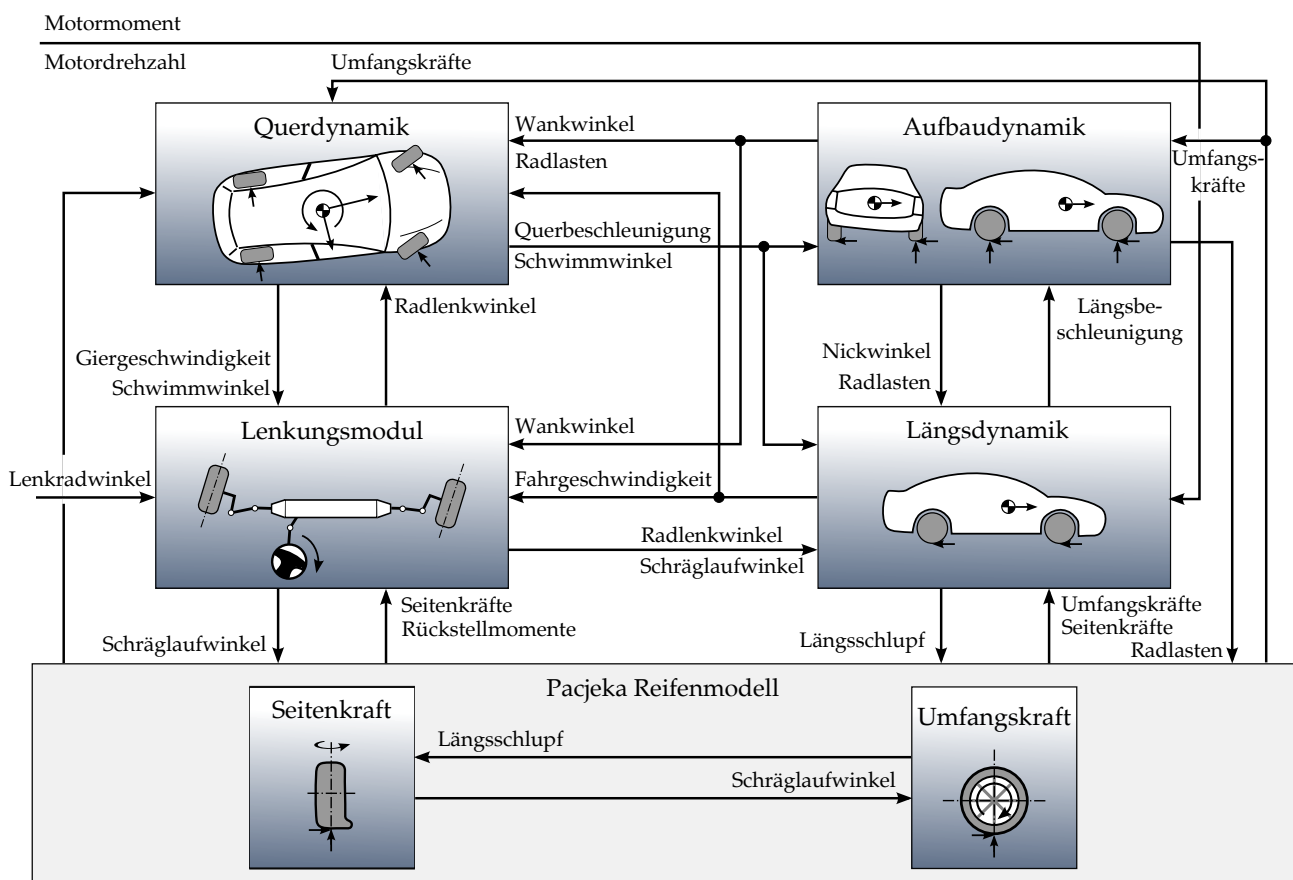 Motormoment
Motordrehzahl
Umfangskräfte
Querdynamik
Wankwinkel
Radlasten
Aufbaudynamik
Umfangs-
kräfte
Querbeschleunigung
Schwimmwinkel
Radlenkwinkel
Längsbe-
schleunigung
Giergeschwindigkeit
Schwimmwinkel
Nickwinkel
Radlasten
Lenkungsmodul
Wankwinkel
Längsdynamik
Lenkradwinkel
Fahrgeschwindigkeit
Radlenkwinkel
Schräglaufwinkel
Seitenkräfte
Rückstellmomente
Umfangskräfte
Seitenkräfte
Schräglaufwinkel
Längsschlupf
Radlasten
Pacjeka Reifenmodell
Seitenkraft
Umfangskraft
Längsschlupf
Schräglaufwinkel